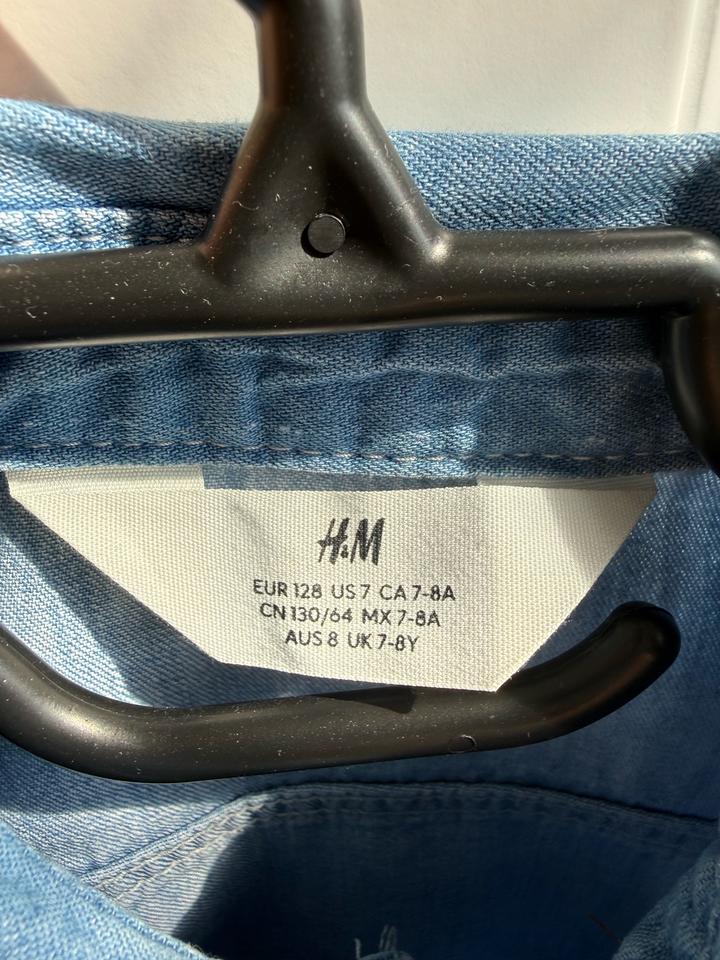 H&M
EUR 128 US 7 CA 7-8A
CN 130/64 MX 7-8A
AUS 8 UK 7-8Y